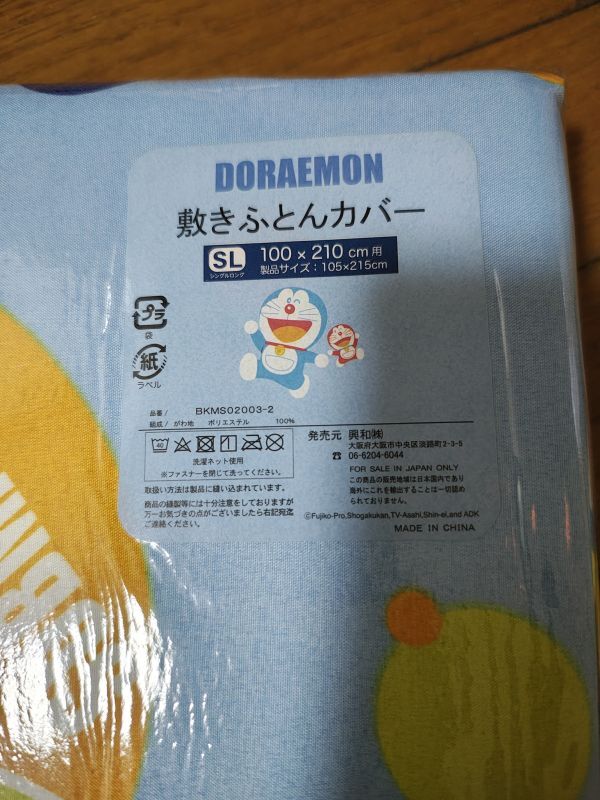 DORAEMON
敷きふとんカバー
SL
シングルロング
100×210cm用
製品サイズ：105×215cm
プラ
袋
紙
ラベル
品番/ BKMS02003-2
組成/がわ地 ポリエステル 100%
40
洗濯ネット使用
※ファスナーを閉じて洗ってください。
取扱い方法は製品に縫い込まれています。
商品の縫製等には十分注意をしておりますが
万一お気づきの点がございましたら右記宛迄
ご連絡ください。
発売元 興和㈱
大阪府大阪市中央区淡路町2-3-5
☎ 06-6204-6044
FOR SALE IN JAPAN ONLY
この商品の販売地域は日本国内であり
海外にこれを輸出することは一切認め
られておりません。
©Fujiko-Pro,Shogakukan,TV-Asahi,Shin-ei,and ADK
MADE IN CHINA